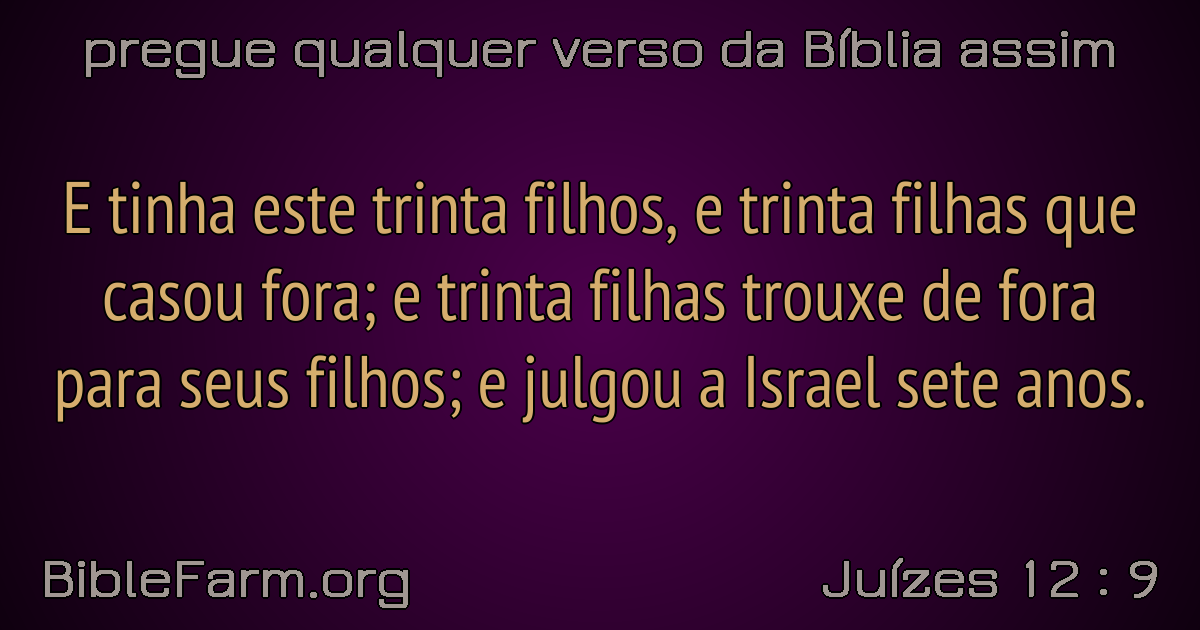 pregue qualquer verso da Bíblia assim
E tinha este trinta filhos, e trinta filhas que
casou fora; e trinta filhas trouxe de fora
para seus filhos; e julgou a Israel sete anos.
BibleFarm.org
Juízes 12 : 9